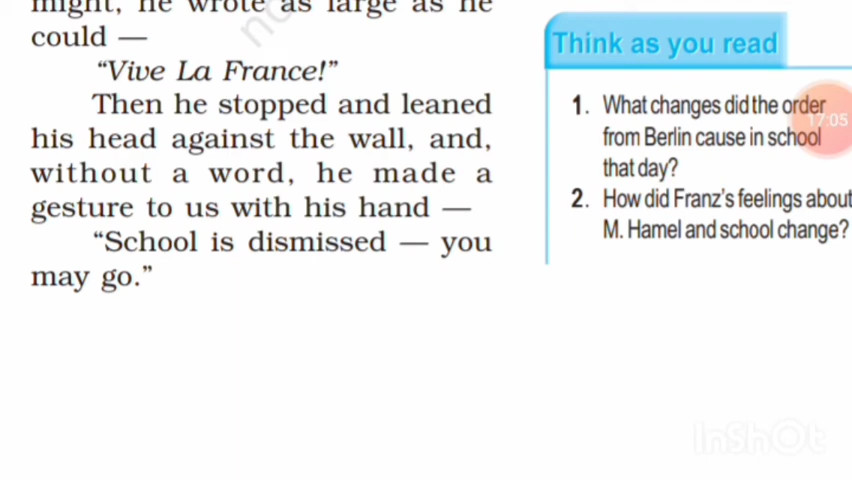 might, he wrote as large as he
could —
"Vive La France!"
Then he stopped and leaned
his head against the wall, and,
without a word, he made a
gesture to us with his hand —
"School is dismissed — you
may go."
Think as you read
1. What changes did the order
from Berlin cause in school
that day?
2. How did Franz's feelings about
M. Hamel and school change?
17:05
InShOt